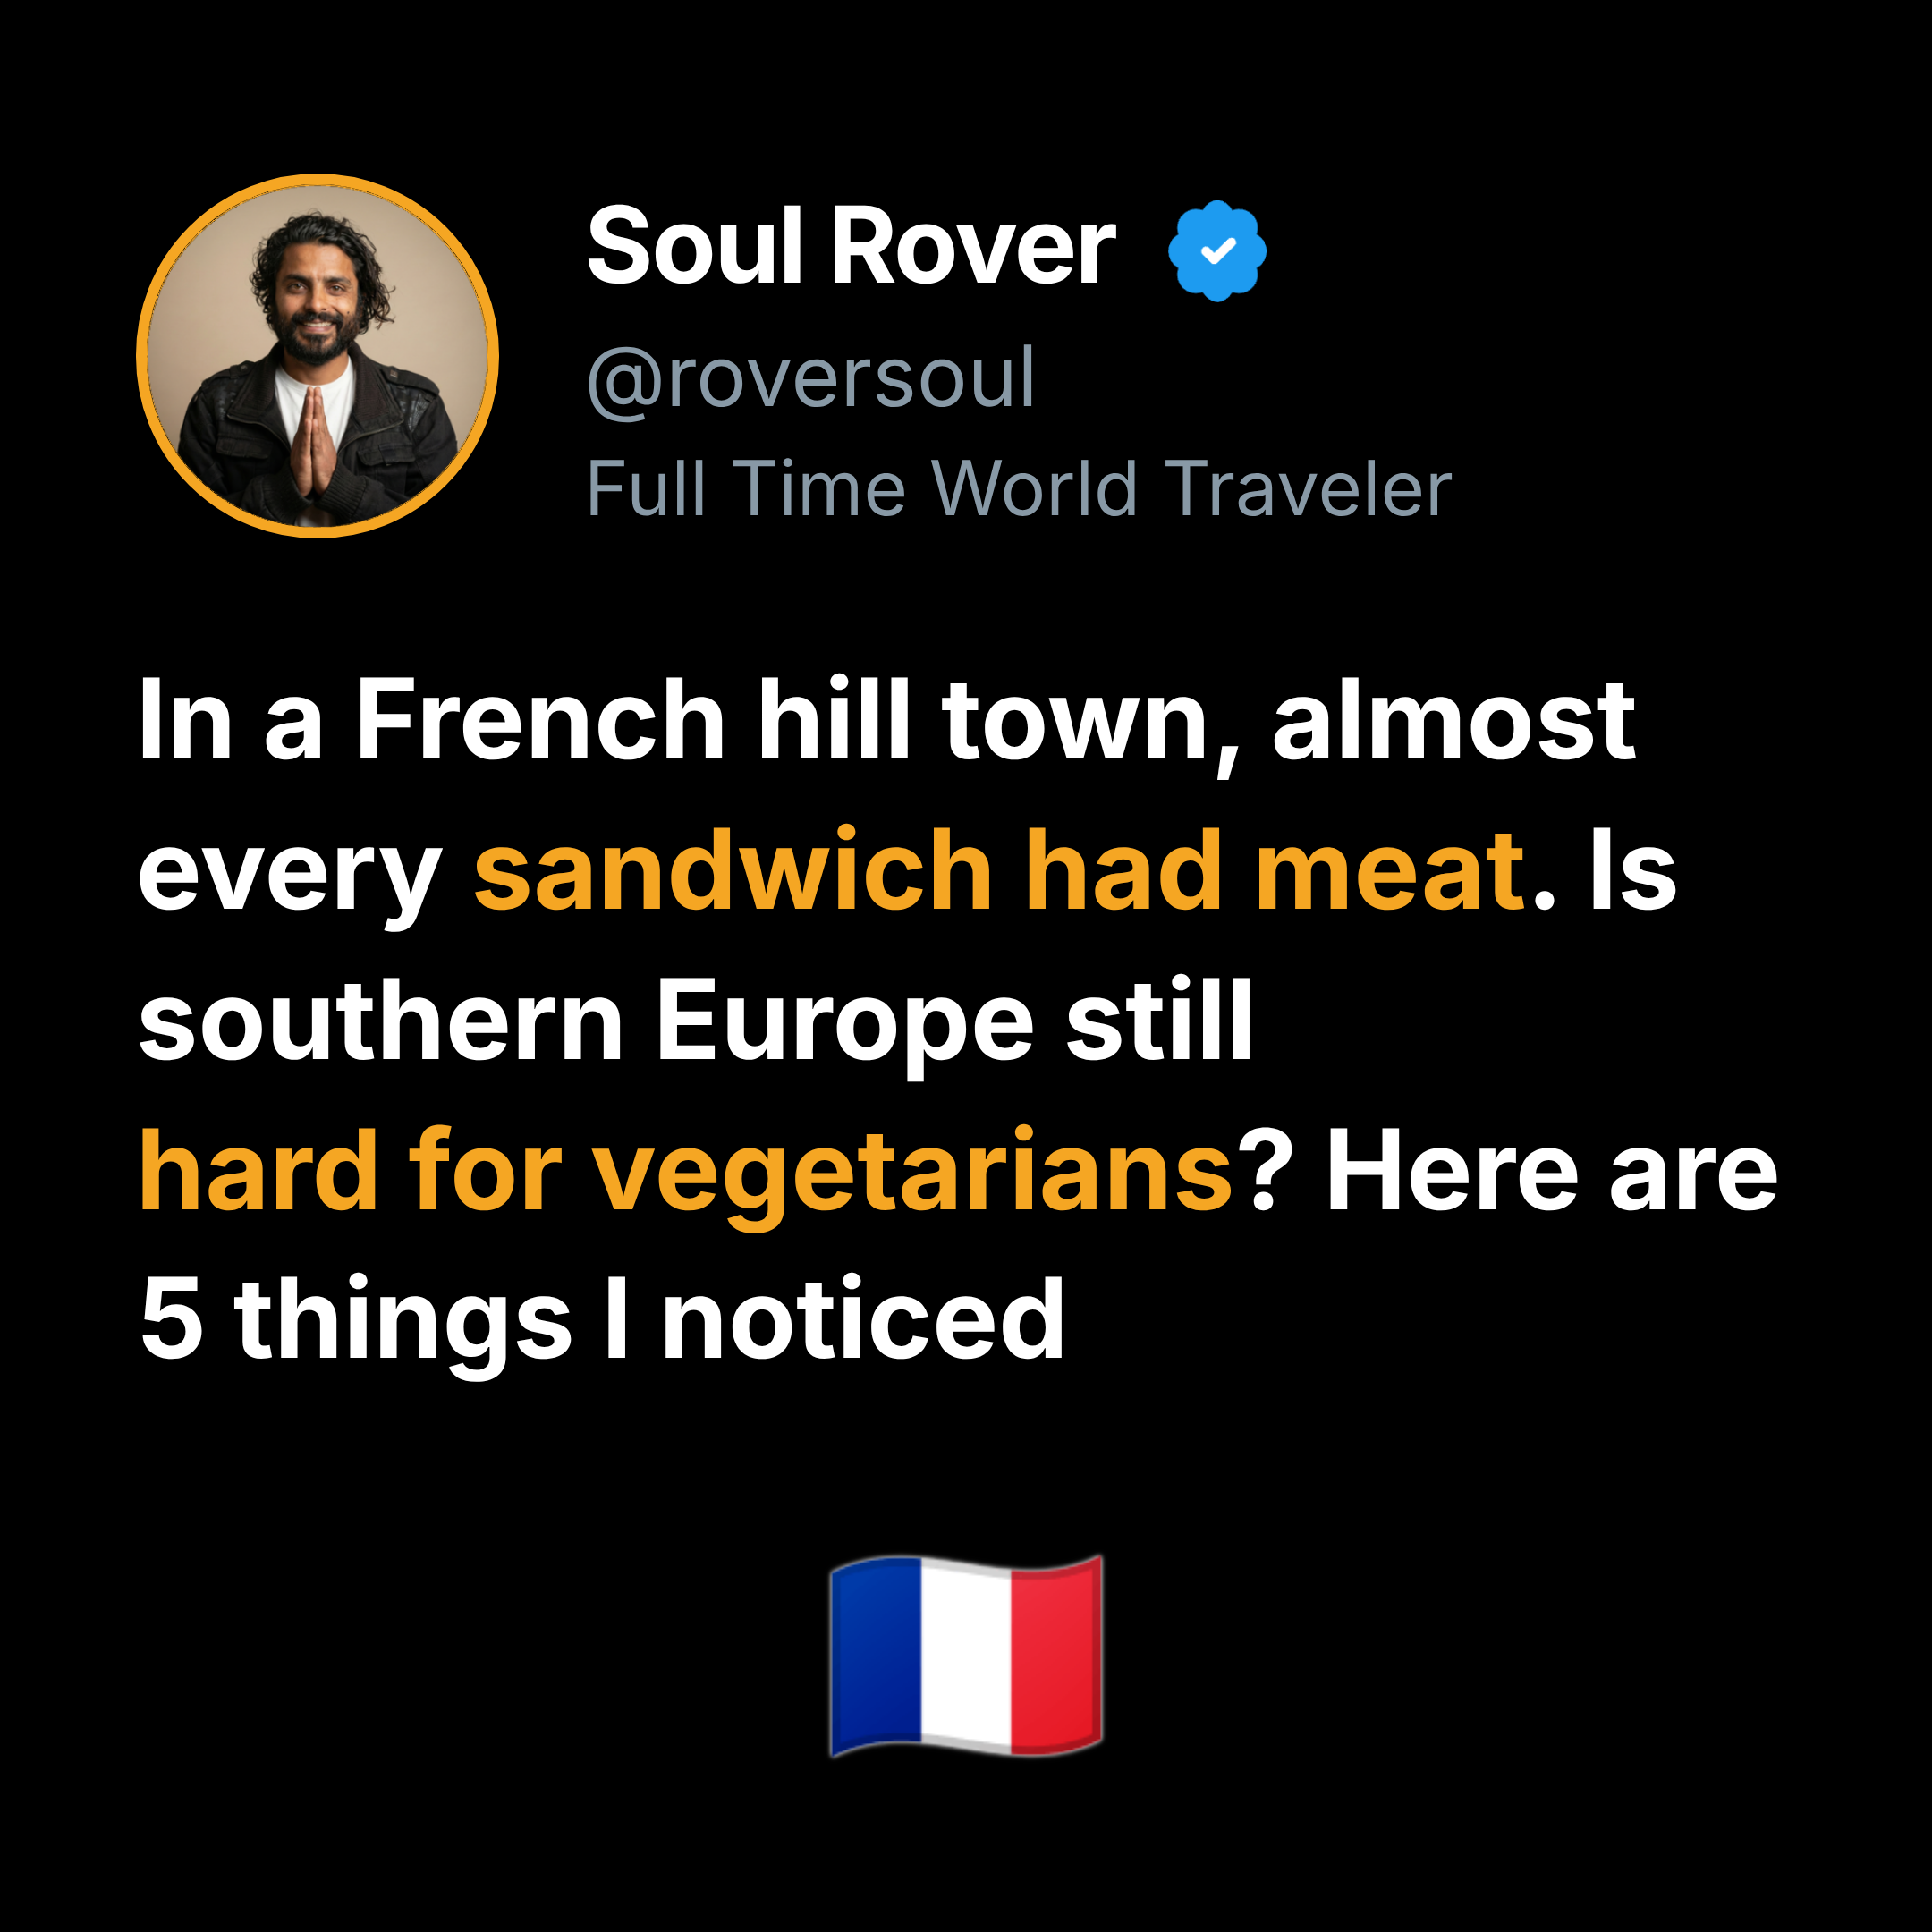 Soul Rover
@roversoul
Full Time World Traveler
In a French hill town, almost
every sandwich had meat. Is
southern Europe still
hard for vegetarians? Here are
5 things I noticed